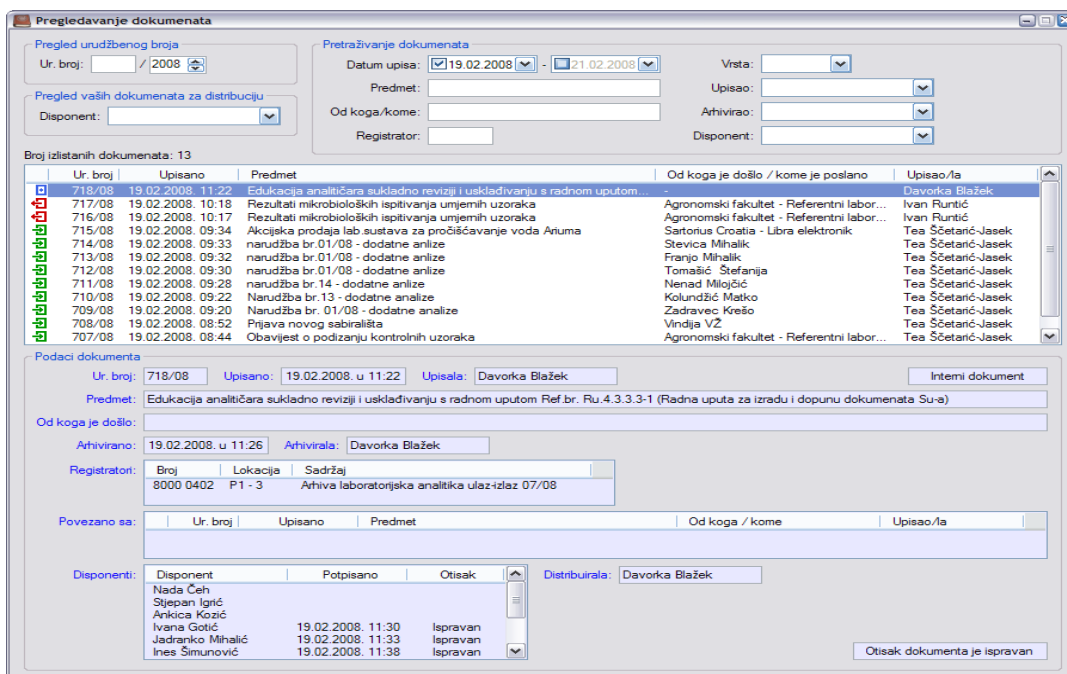 Pregledavanje dokumenata
Pregled urudžbenog broja
Ur. broj: / 2008
Pregled vaših dokumenata za distribuciju
Disponent:
Pretraživanje dokumenata
Datum upisa: 19.02.2008 - 21.02.2008 Vrsta:
Predmet: Upisao:
Od koga/kome: Arhivirao:
Registrator: Disponent:
Broj izlistanih dokumenata: 13
Ur. broj Upisano Predmet Od koga je došlo / kome je poslano Upisao/la
718/08 19.02.2008. 11:22 Edukacija analitičara sukladno reviziji i usklađivanju s radnom uputom... - Davorka Blažek
717/08 19.02.2008. 10:18 Rezultati mikrobioloških ispitivanja umjernih uzoraka Agronomski fakultet - Referentni labor... Ivan Runtić
716/08 19.02.2008. 10:17 Rezultati mikrobioloških ispitivanja umjernih uzoraka Agronomski fakultet - Referentni labor... Ivan Runtić
715/08 19.02.2008. 09:34 Akcijska prodaja lab.sustava za pročišćavanje voda Ariuma Sartorius Croatia - Libra elektronik Tea Ščetarić-Jasek
714/08 19.02.2008. 09:33 narudžba br.01/08 - dodatne anlize Stevica Mihalik Tea Ščetarić-Jasek
713/08 19.02.2008. 09:32 narudžba br.01/08 - dodatne anlize Franjo Mihalik Tea Ščetarić-Jasek
712/08 19.02.2008. 09:30 narudžba br.01/08 - dodatne anlize Tomašić Štefanija Tea Ščetarić-Jasek
711/08 19.02.2008. 09:28 narudžba br.14 - dodatne anlize Nenad Milojčić Tea Ščetarić-Jasek
710/08 19.02.2008. 09:22 Narudžba br.13 - dodatne analize Kolundžić Matko Tea Ščetarić-Jasek
709/08 19.02.2008. 09:20 Narudžba br. 01/08 - dodatne analize Zadravec Krešo Tea Ščetarić-Jasek
708/08 19.02.2008. 08:52 Prijava novog sabirališta Vindija VŽ Tea Ščetarić-Jasek
707/08 19.02.2008. 08:44 Obavijest o podizanju kontrolnih uzoraka Agronomski fakultet - Referentni labor... Tea Ščetarić-Jasek
Podaci dokumenta
Ur. broj: 718/08 Upisano: 19.02.2008. u 11:22 Upisala: Davorka Blažek Interni dokument
Predmet: Edukacija analitičara sukladno reviziji i usklađivanju s radnom uputom Ref.br. Ru.4.3.3.3-1 (Radna uputa za izradu i dopunu dokumenata Su-a)
Od koga je došlo:
Arhivirano: 19.02.2008. u 11:26 Arhivirala: Davorka Blažek
Registratori: Broj Lokacija Sadržaj
8000 0402 P1 - 3 Arhiva laboratorijska analitika ulaz-izlaz 07/08
Povezano sa: Ur. broj Upisano Predmet Od koga / kome Upisao/la
Disponenti: Disponent Potpisano Otisak Distribuirala: Davorka Blažek
Nada Čeh
Stjepan Igrić
Ankica Kozić
Ivana Gotić 19.02.2008. 11:30 Ispravan
Jadranko Mihalić 19.02.2008. 11:33 Ispravan
Ines Šimunović 19.02.2008. 11:38 Ispravan
Otisak dokumenta je ispravan